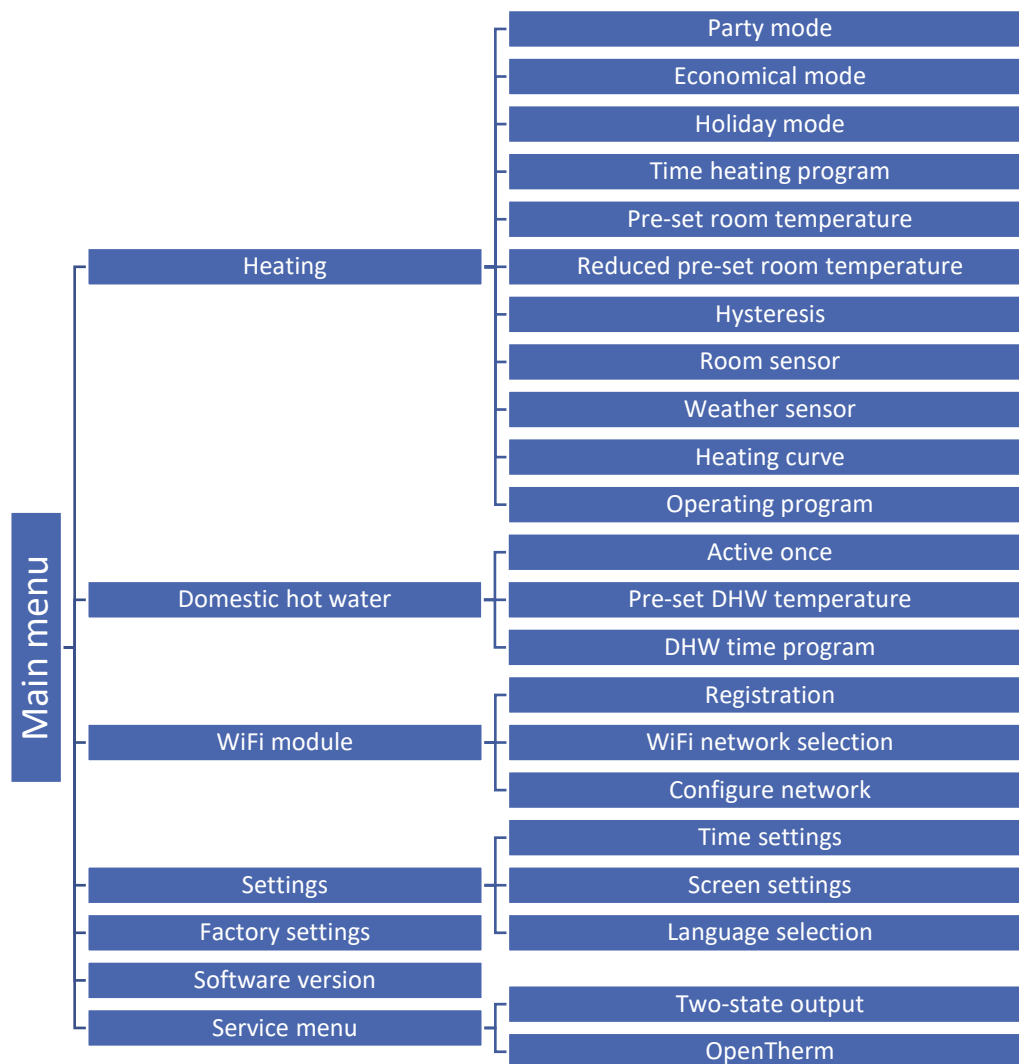 Main menu
Heating
Party mode
Economical mode
Holiday mode
Time heating program
Pre-set room temperature
Reduced pre-set room temperature
Hysteresis
Room sensor
Weather sensor
Heating curve
Operating program
Domestic hot water
Active once
Pre-set DHW temperature
DHW time program
WiFi module
Registration
WiFi network selection
Configure network
Settings
Time settings
Screen settings
Language selection
Factory settings
Software version
Service menu
Two-state output
OpenTherm